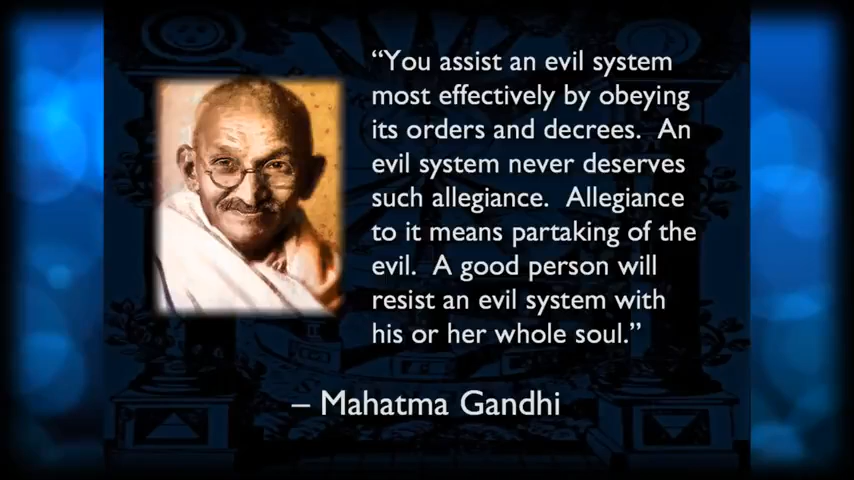 “You assist an evil system
most effectively by obeying
its orders and decrees.  An
evil system never deserves
such allegiance.  Allegiance
to it means partaking of the
evil.  A good person will
resist an evil system with
his or her whole soul.”
– Mahatma Gandhi